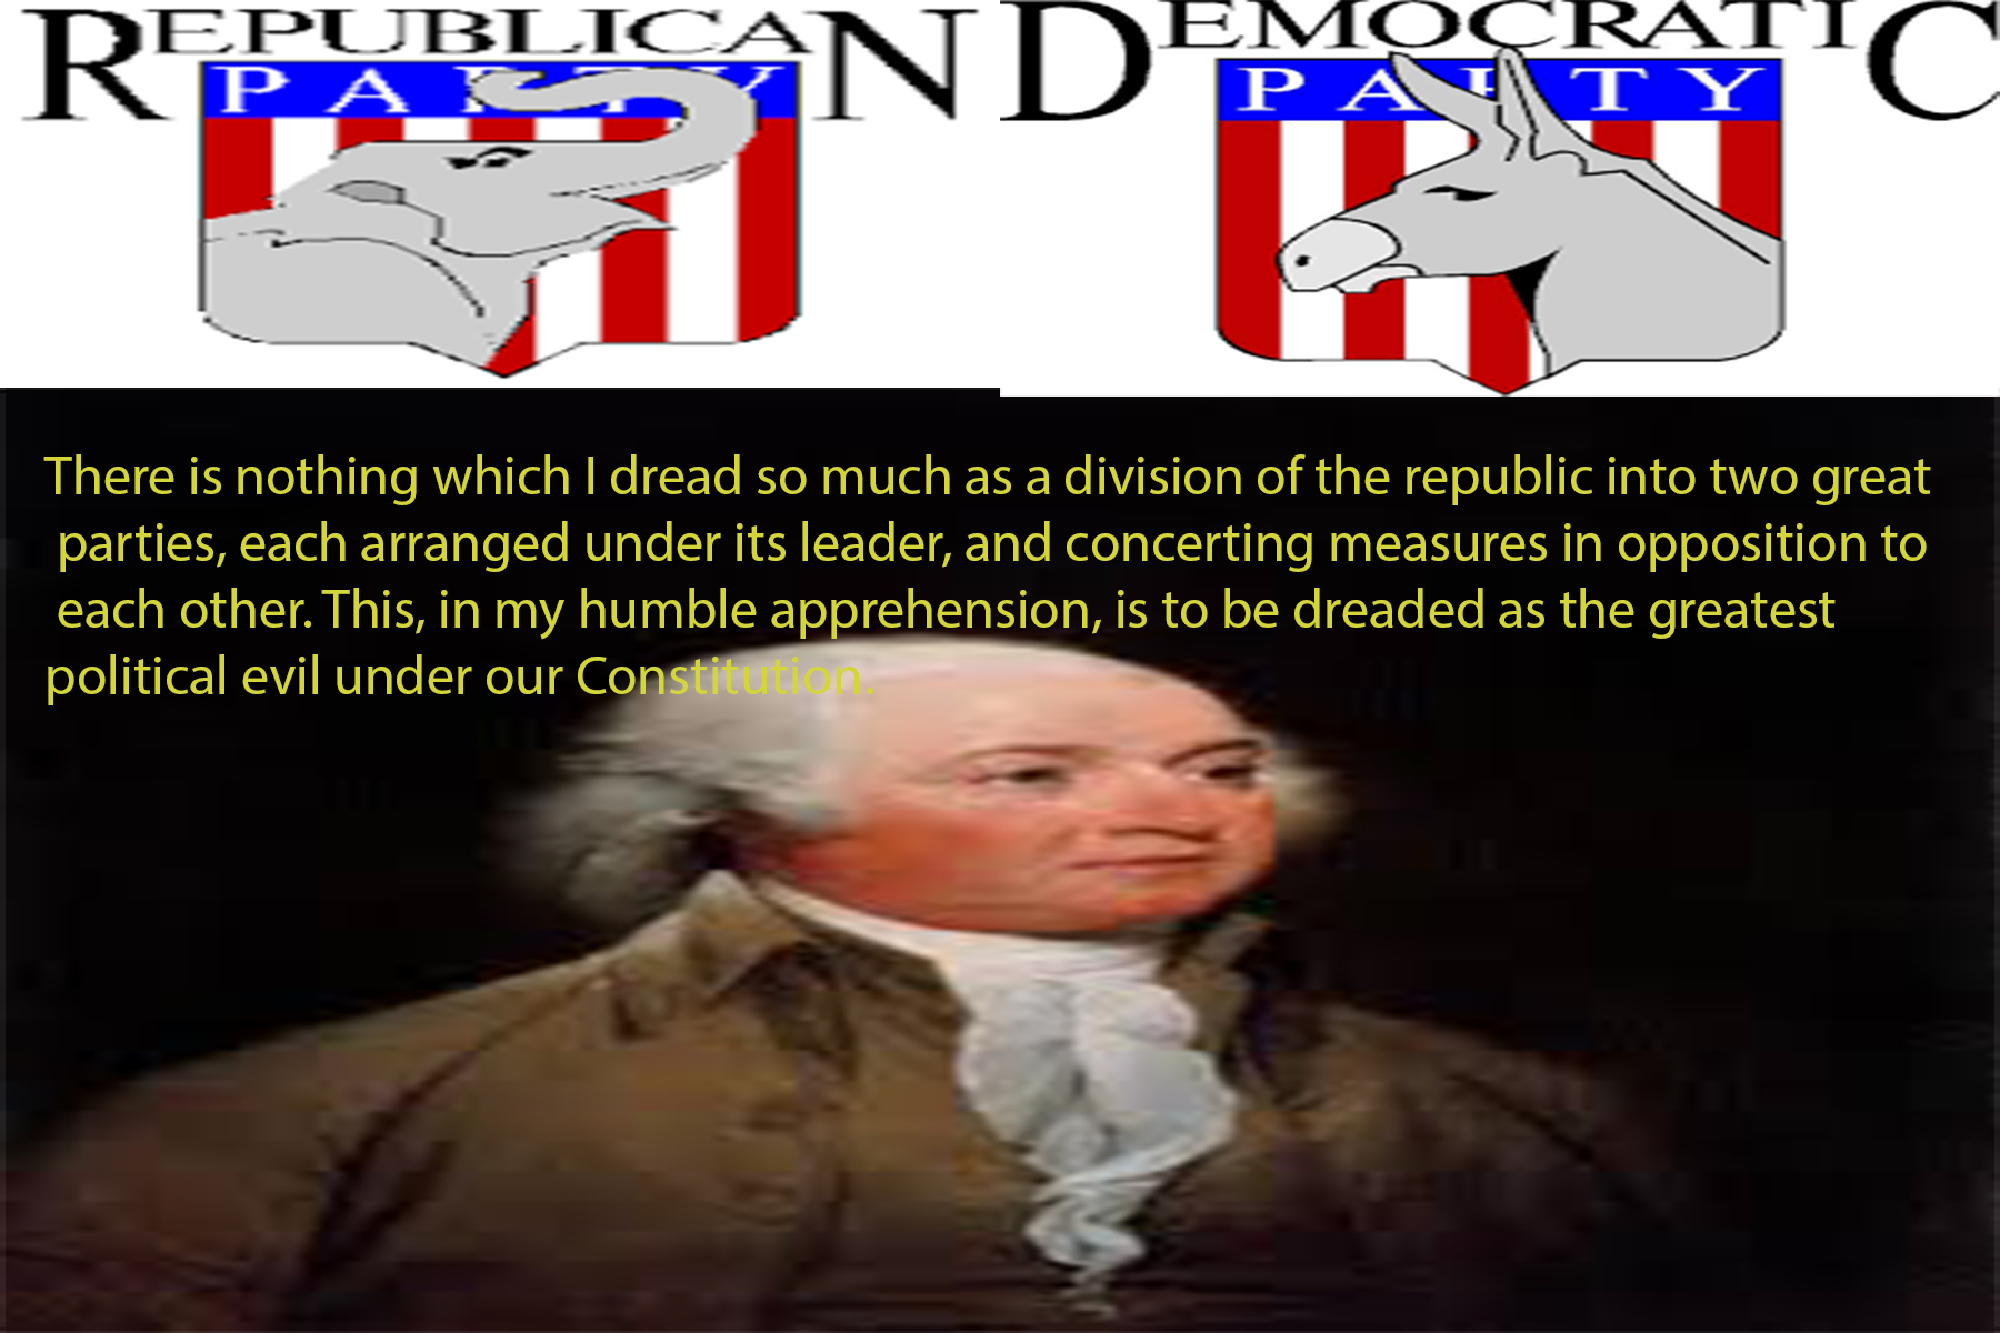 REPUBLICAN
PARTY
DEMOCRATIC
PARTY
There is nothing which I dread so much as a division of the republic into two great
parties, each arranged under its leader, and concerting measures in opposition to
each other. This, in my humble apprehension, is to be dreaded as the greatest
political evil under our Constitution.